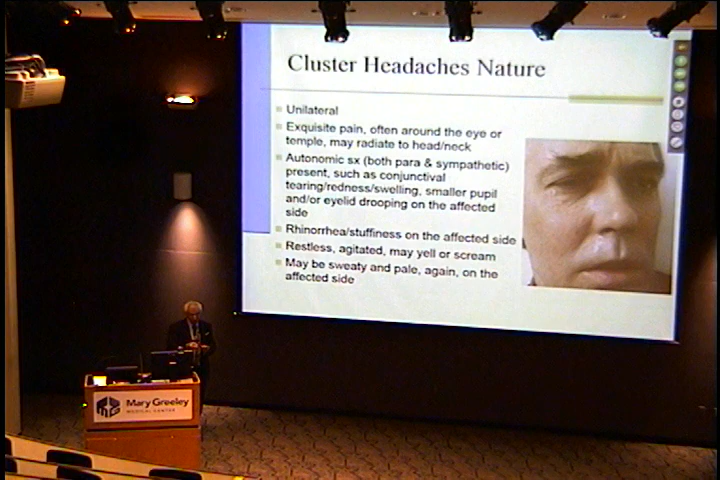 Cluster Headaches Nature
Unilateral
Exquisite pain, often around the eye or
temple, may radiate to head/neck
Autonomic sx (both para & sympathetic)
present, such as conjunctival
tearing/redness/swelling, smaller pupil
and/or eyelid drooping on the affected
side
Rhinorrhea/stuffiness on the affected side
Restless, agitated, may yell or scream
May be sweaty and pale, again, on the
affected side
Mary Greeley
MEDICAL CENTER